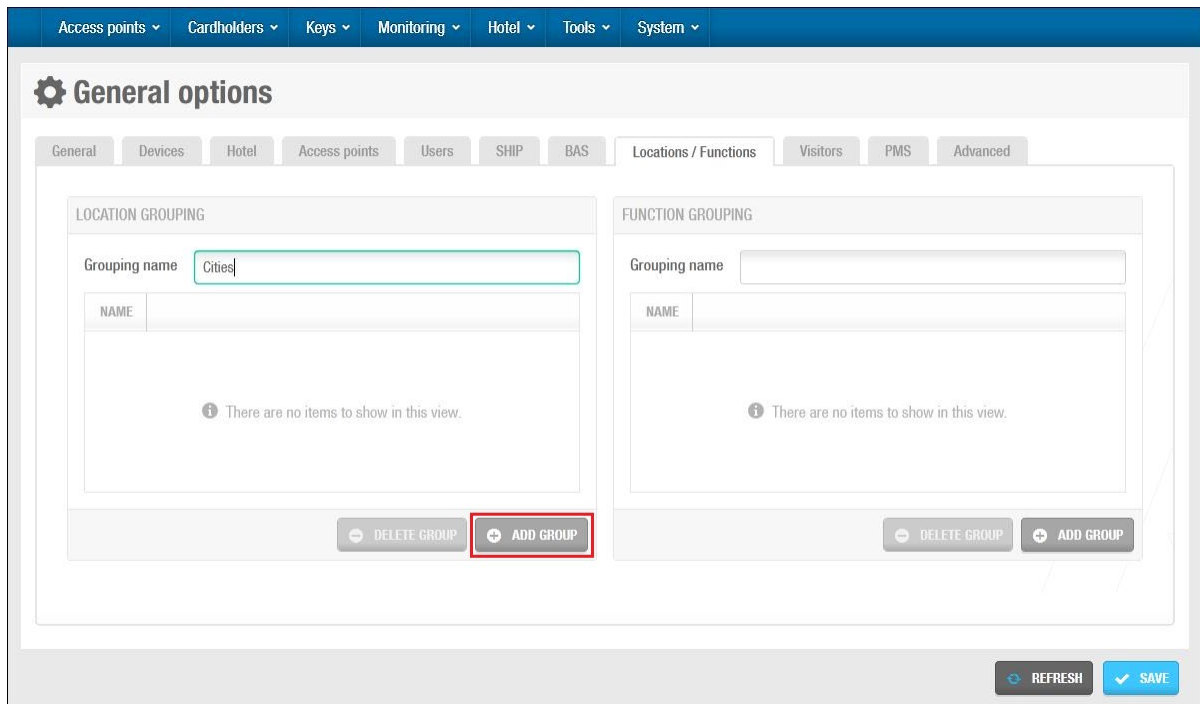 Access points Cardholders Keys Monitoring Hotel Tools System
General options
General Devices Hotel Access points Users SHIP BAS Locations / Functions Visitors PMS Advanced
LOCATION GROUPING
Grouping name Cities
NAME
There are no items to show in this view.
DELETE GROUP ADD GROUP
FUNCTION GROUPING
Grouping name
NAME
There are no items to show in this view.
DELETE GROUP ADD GROUP
REFRESH SAVE